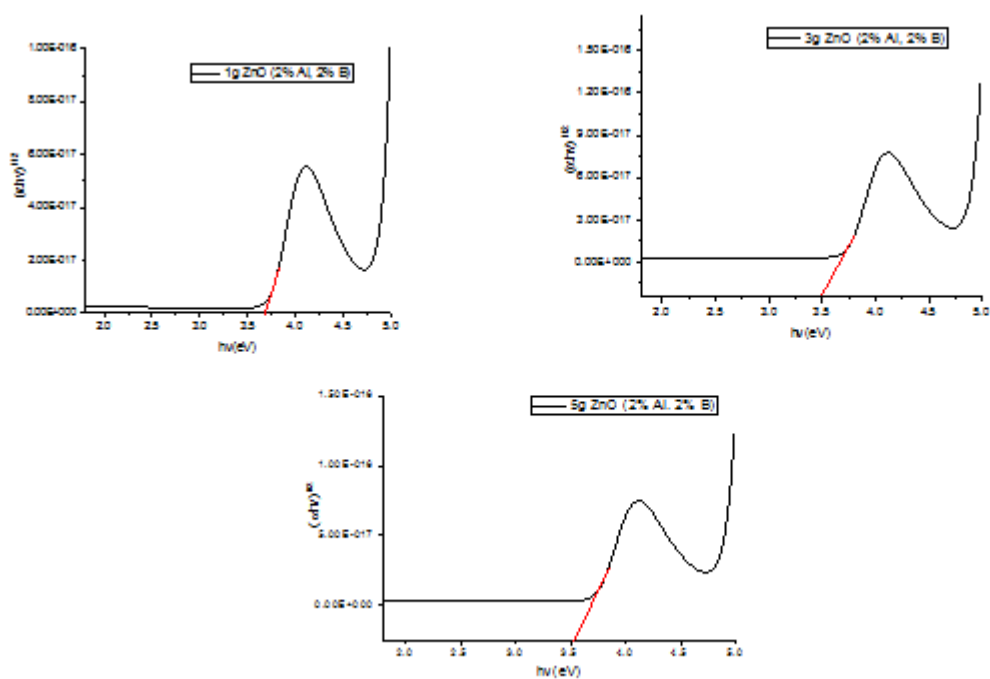 1.00E-016
8.00E-017
6.00E-017
4.00E-017
2.00E-017
0.00E+000
(αhν)^1/2
1g ZnO (2% Al, 2% B)
2.0 2.5 3.0 3.5 4.0 4.5 5.0
hν(eV)
1.50E-016
1.20E-016
9.00E-017
6.00E-017
3.00E-017
0.00E+000
(αhν)^1/2
3g ZnO (2% Al, 2% B)
2.0 2.5 3.0 3.5 4.0 4.5 5.0
hν(eV)
1.50E-016
1.00E-016
5.00E-017
0.00E+000
(αhν)
5g ZnO (2% Al, 2% B)
2.0 2.5 3.0 3.5 4.0 4.5 5.0
hν(eV)